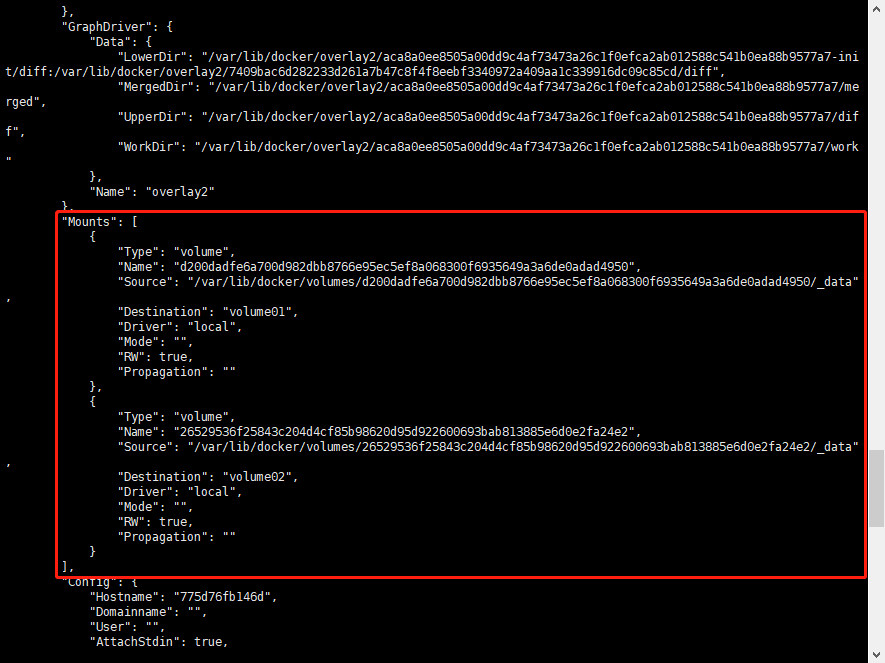 },
        "GraphDriver": {
            "Data": {
                "LowerDir": "/var/lib/docker/overlay2/aca8a0ee8505a00dd9c4af73473a26c1f0efca2ab012588c541b0ea88b9577a7-ini
t/diff:/var/lib/docker/overlay2/7409bac6d282233d261a7b47c8f4f8eebf3340972a409aa1c339916dc09c85cd/diff",
                "MergedDir": "/var/lib/docker/overlay2/aca8a0ee8505a00dd9c4af73473a26c1f0efca2ab012588c541b0ea88b9577a7/me
rged",
                "UpperDir": "/var/lib/docker/overlay2/aca8a0ee8505a00dd9c4af73473a26c1f0efca2ab012588c541b0ea88b9577a7/dif
f",
                "WorkDir": "/var/lib/docker/overlay2/aca8a0ee8505a00dd9c4af73473a26c1f0efca2ab012588c541b0ea88b9577a7/work
"
            },
            "Name": "overlay2"
        },
        "Mounts": [
            {
                "Type": "volume",
                "Name": "d200dadfe6a700d982dbb8766e95ec5ef8a068300f6935649a3a6de0adad4950",
                "Source": "/var/lib/docker/volumes/d200dadfe6a700d982dbb8766e95ec5ef8a068300f6935649a3a6de0adad4950/_data"
,
                "Destination": "volume01",
                "Driver": "local",
                "Mode": "",
                "RW": true,
                "Propagation": ""
            },
            {
                "Type": "volume",
                "Name": "26529536f25843c204d4cf85b98620d95d922600693bab813885e6d0e2fa24e2",
                "Source": "/var/lib/docker/volumes/26529536f25843c204d4cf85b98620d95d922600693bab813885e6d0e2fa24e2/_data"
,
                "Destination": "volume02",
                "Driver": "local",
                "Mode": "",
                "RW": true,
                "Propagation": ""
            }
        ],
        "Config": {
            "Hostname": "775d76fb146d",
            "Domainname": "",
            "User": "",
            "AttachStdin": true,